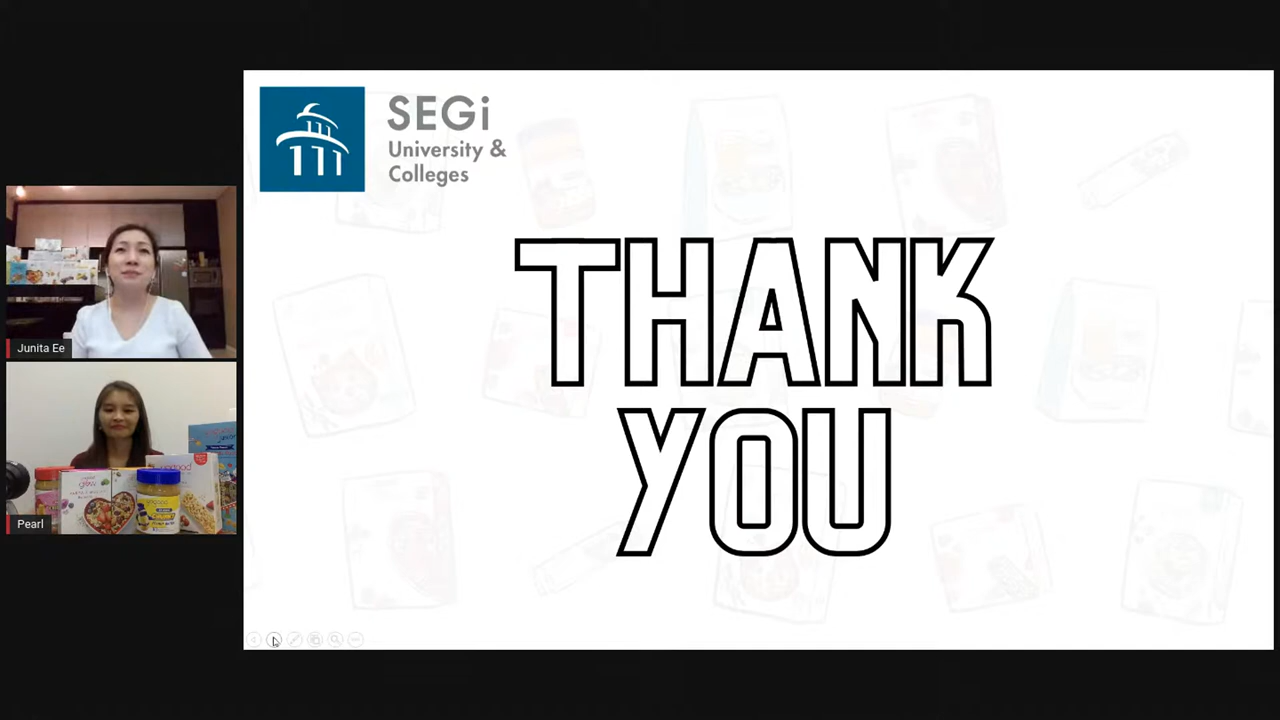 SEGi
University &
Colleges
THANK
YOU
Junita Ee
Pearl